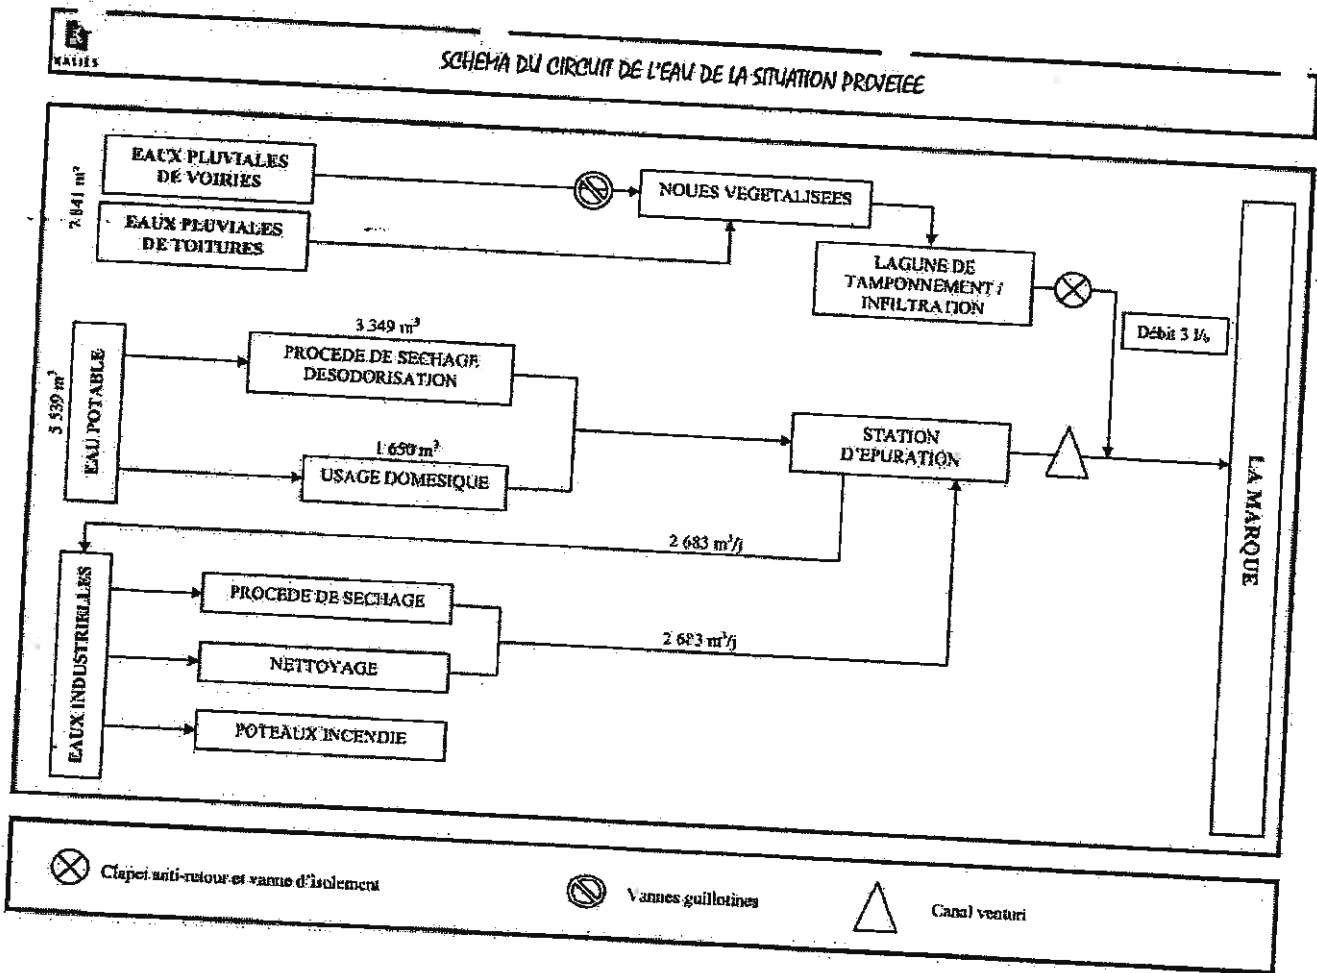 KALIÈS
SCHEMA DU CIRCUIT DE L'EAU DE LA SITUATION PROJETEE
EAUX PLUVIALES
DE VOIRIES
841 m³
EAUX PLUVIALES
DE TOITURES
NOUES VEGETALISEES
LAGUNE DE
TAMPONNEMENT /
INFILTRATION
Débit 3 l/s
3 349 m³
PROCEDE DE SECHAGE
DESODORISATION
5 539 m³
EAU POTABLE
1 650 m³
USAGE DOMESIQUE
STATION
D'EPURATION
LA MARQUE
2 683 m³/j
EAUX INDUSTRIELLES
PROCEDE DE SECHAGE
2 683 m³/j
NETTOYAGE
POTEAUX INCENDIE
Clapet anti-retour et vanne d'isolement
Vannes guillotines
Canal venturi